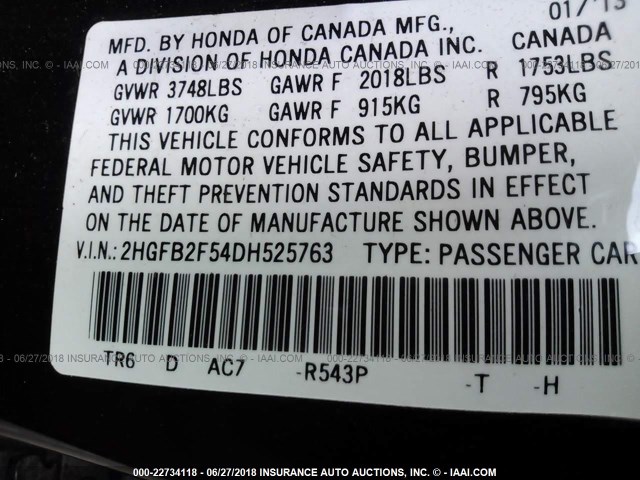 01/13
MFD. BY HONDA OF CANADA MFG.,
A DIVISION OF HONDA CANADA INC. CANADA
GVWR 3748LBS GAWR F 2018LBS R 1753LBS
GVWR 1700KG GAWR F 915KG R 795KG
THIS VEHICLE CONFORMS TO ALL APPLICABLE
FEDERAL MOTOR VEHICLE SAFETY, BUMPER,
AND THEFT PREVENTION STANDARDS IN EFFECT
ON THE DATE OF MANUFACTURE SHOWN ABOVE.
V.I.N.: 2HGFB2F54DH525763 TYPE: PASSENGER CAR
TR6 D AC7 -R543P -T -H
000-22734118 - 06/27/2018 INSURANCE AUTO AUCTIONS, INC. - © - IAAI.COM